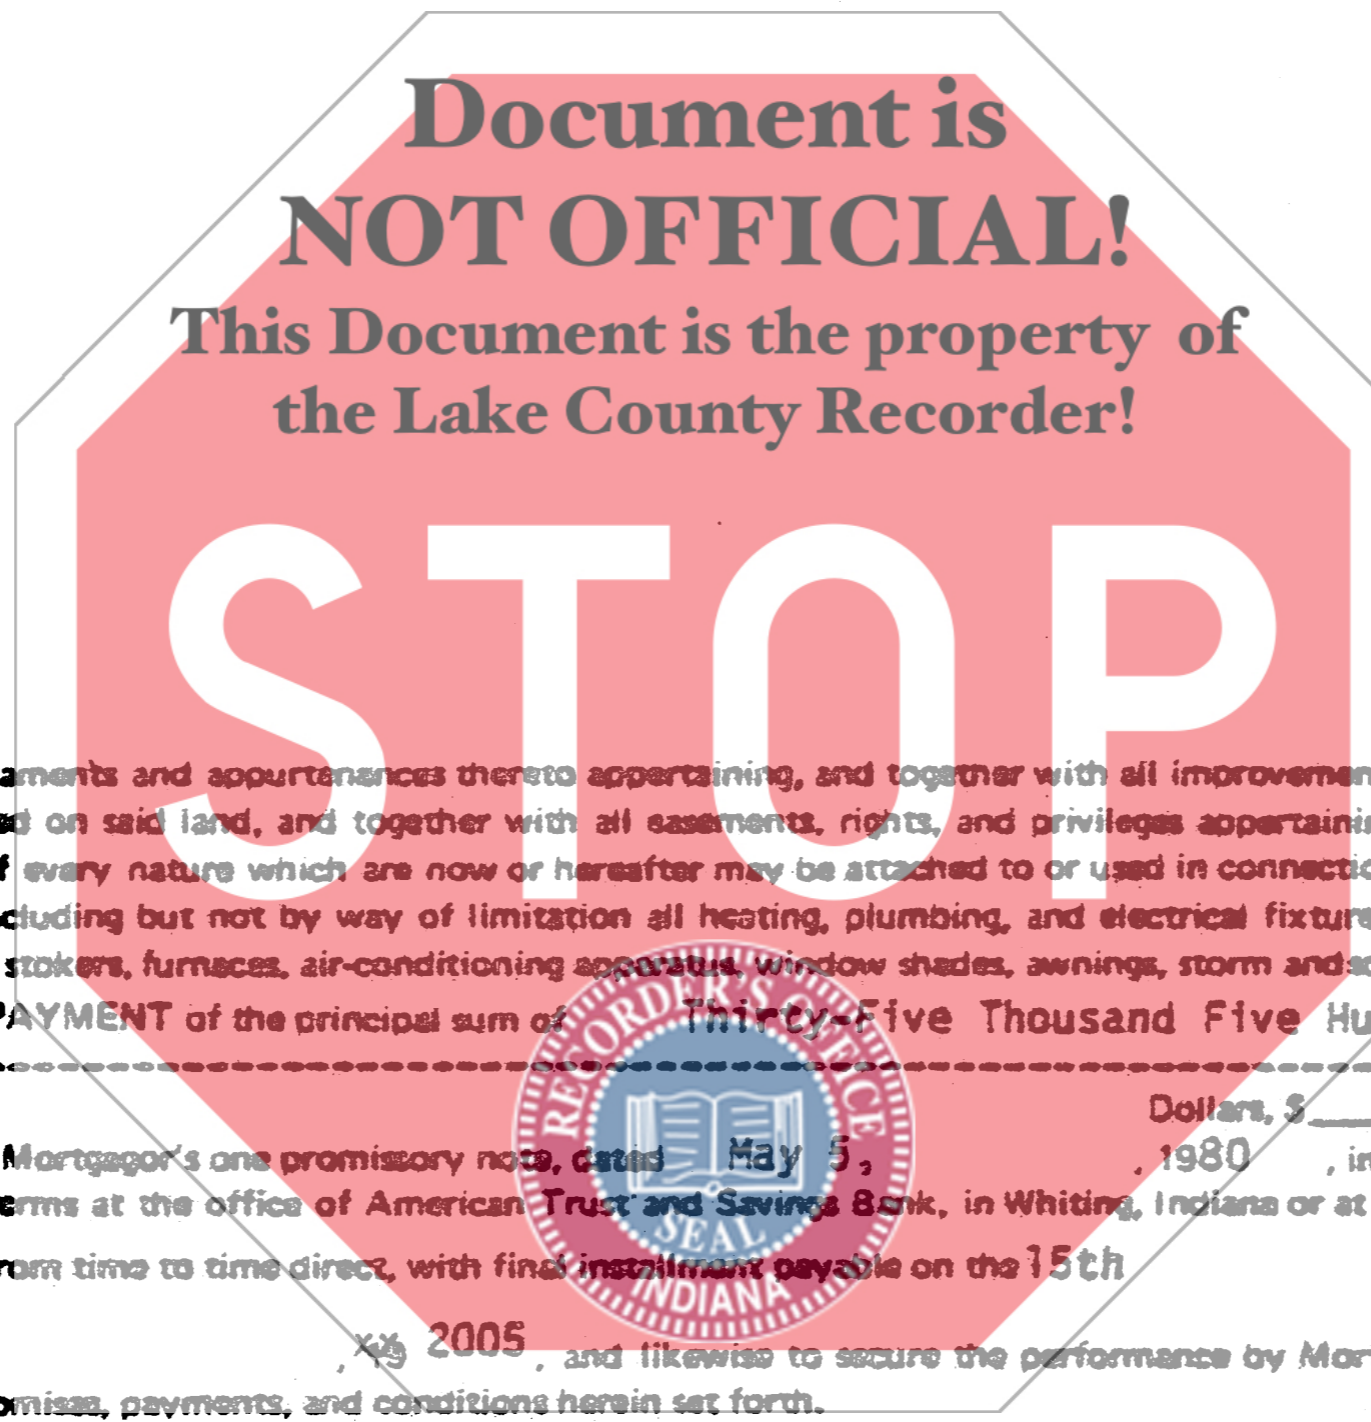 Document is
NOT OFFICIAL!
This Document is the property of
the Lake County Recorder!
STOP
aments and appurtenances thereto appertaining, and together with all improvemen
ed on said land, and together with all easements, rights, and privileges appertaini
f every nature which are now or hereafter may be attached to or used in connectio
cluding but not by way of limitation all heating, plumbing, and electrical fixture
stokers, furnaces, air-conditioning apparatus, window shades, awnings, storm and s
PAYMENT of the principal sum of Thirty-Five Thousand Five Hu
RECORDER'S OFFICE
Dollars, $
Mortgagor's one promissory note, dated May 5, , 1980 , in
erms at the office of American Trust and Savings Bank, in Whiting, Indiana or at
SEAL
rom time to time direct, with final installment payable on the 15th
INDIANA
, 2005 , and likewise to secure the performance by Mor
omises, payments, and conditions herein set forth.